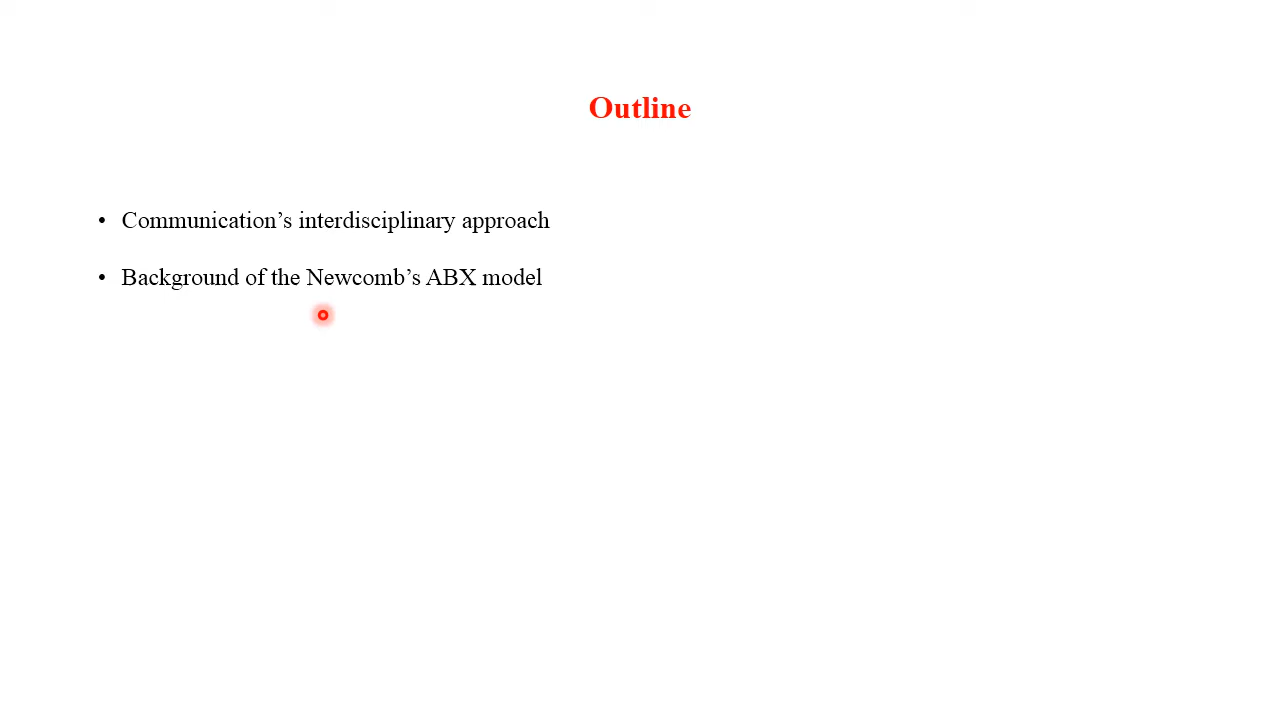 Outline
• Communication’s interdisciplinary approach
• Background of the Newcomb’s ABX model